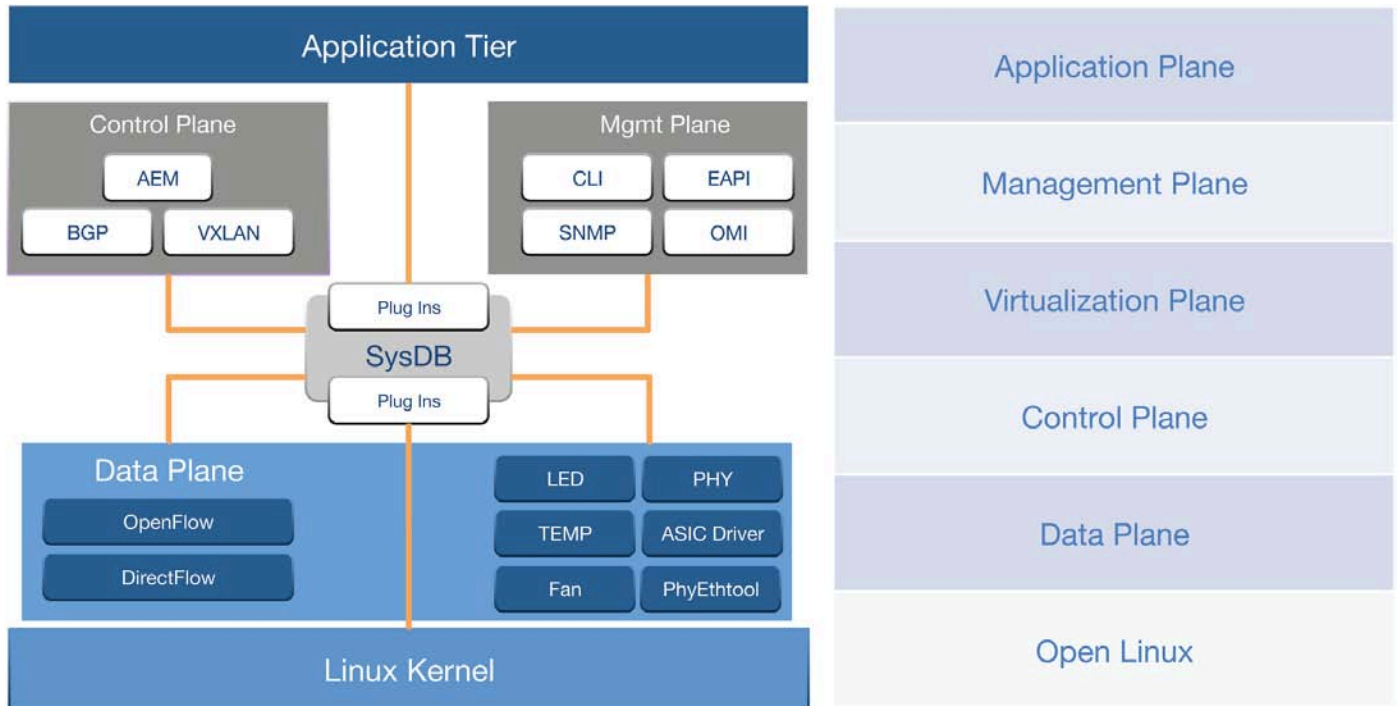 Application Tier
Control Plane
AEM
BGP
VXLAN
Mgmt Plane
CLI
EAPI
SNMP
OMI
Plug Ins
SysDB
Plug Ins
Data Plane
OpenFlow
DirectFlow
LED
PHY
TEMP
ASIC Driver
Fan
PhyEthtool
Linux Kernel
Application Plane
Management Plane
Virtualization Plane
Control Plane
Data Plane
Open Linux